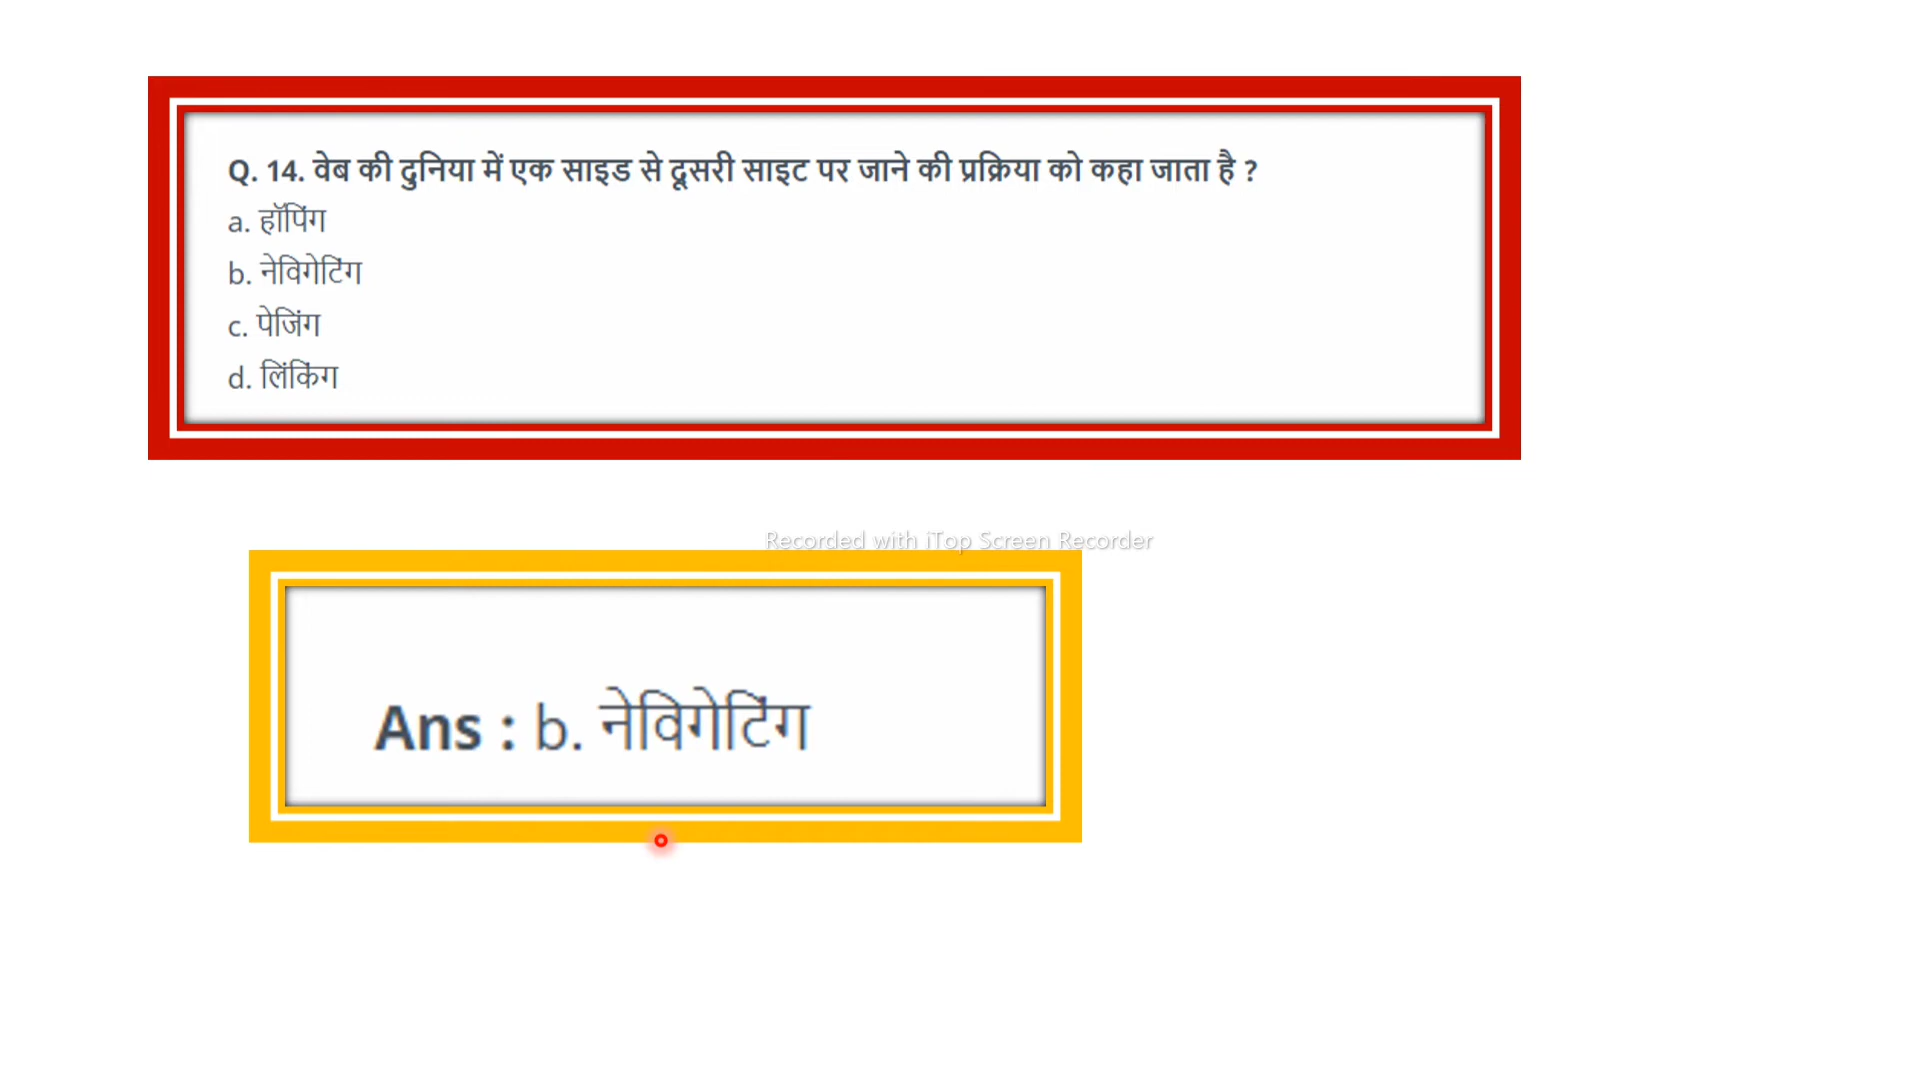 Q. 14. वेब की दुनिया में एक साइड से दूसरी साइट पर जाने की प्रक्रिया को कहा जाता है ?
a. हॉपिंग
b. नेविगेटिंग
c. पेजिंग
d. लिंकिंग
Recorded with iTop Screen Recorder
Ans : b. नेविगेटिंग